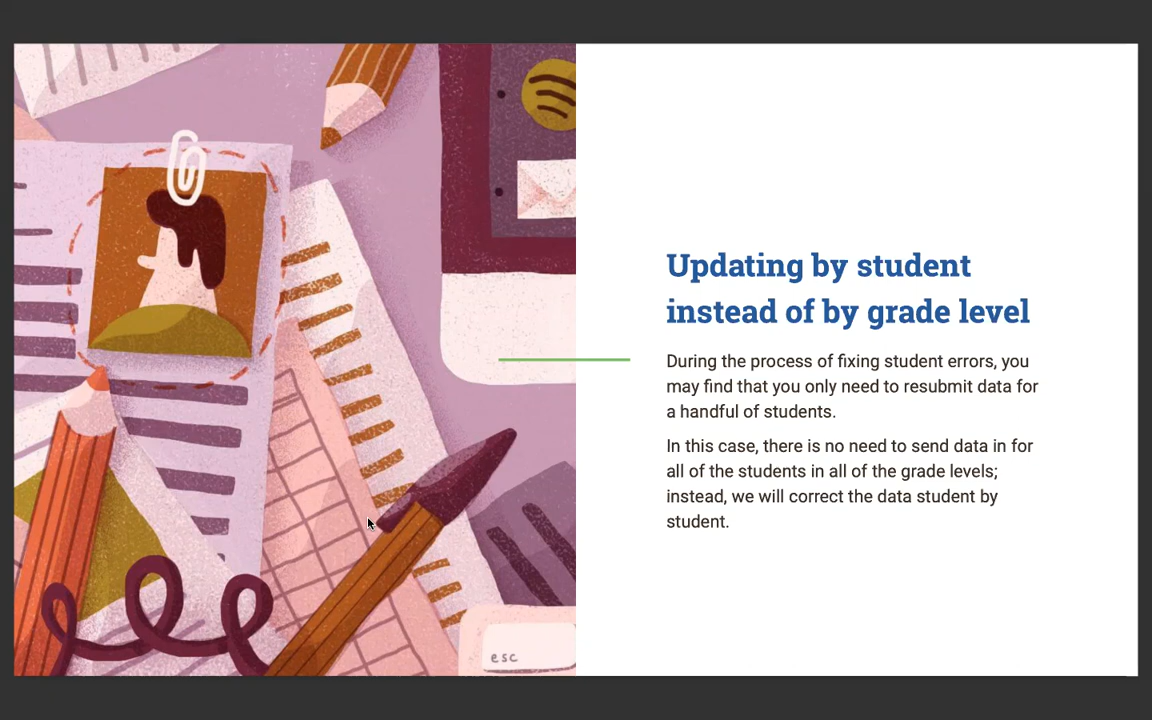 Updating by student
instead of by grade level
During the process of fixing student errors, you
may find that you only need to resubmit data for
a handful of students.
In this case, there is no need to send data in for
all of the students in all of the grade levels;
instead, we will correct the data student by
student.
esc